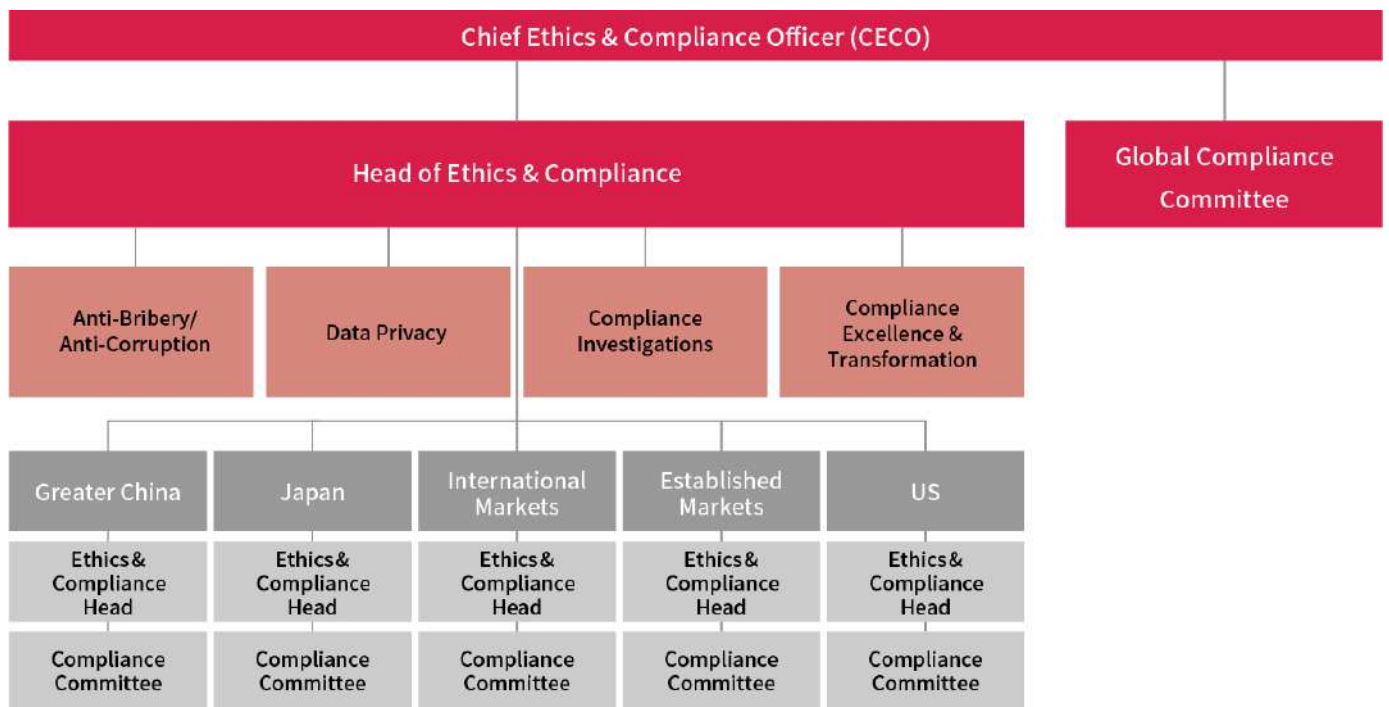 Chief Ethics & Compliance Officer (CECO)
Head of Ethics & Compliance
Global Compliance
Committee
Anti-Bribery/
Anti-Corruption
Data Privacy
Compliance
Investigations
Compliance
Excellence &
Transformation
Greater China
Japan
International
Markets
Established
Markets
US
Ethics &
Compliance
Head
Ethics &
Compliance
Head
Ethics &
Compliance
Head
Ethics &
Compliance
Head
Ethics &
Compliance
Head
Compliance
Committee
Compliance
Committee
Compliance
Committee
Compliance
Committee
Compliance
Committee